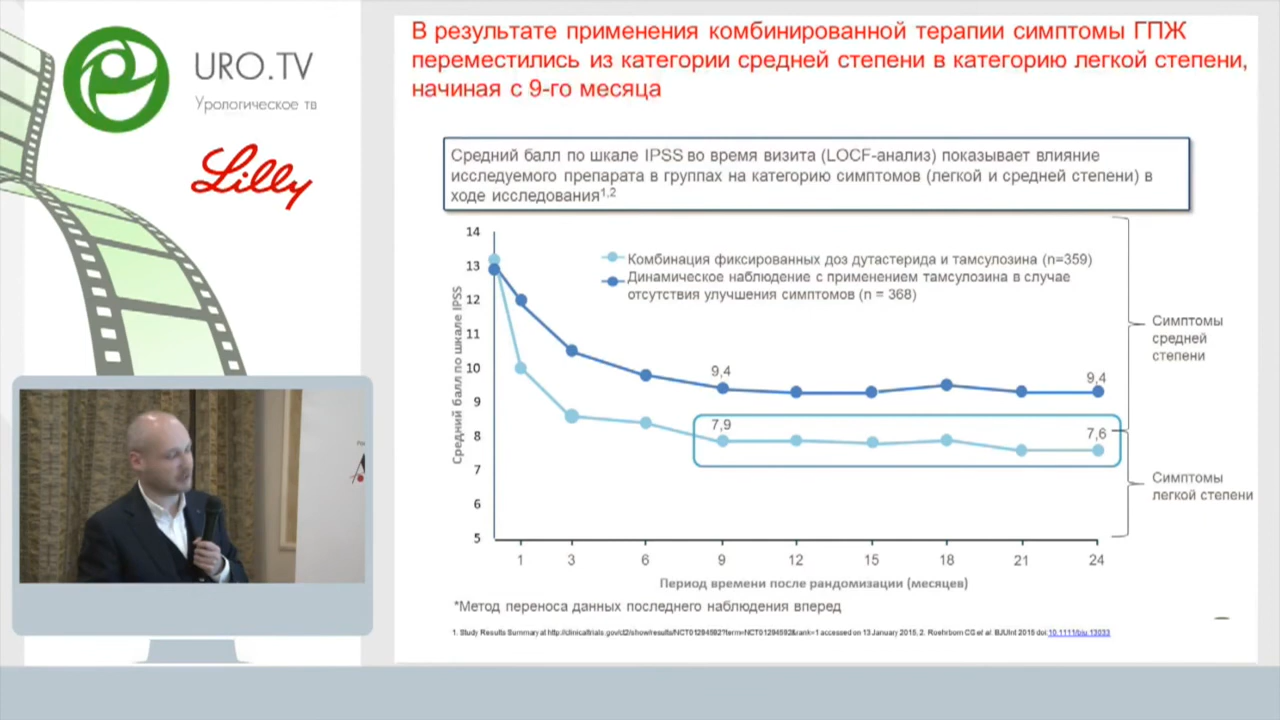 URO.TV
Урологическое тв
Lilly
В результате применения комбинированной терапии симптомы ГПЖ
переместились из категории средней степени в категорию легкой степени,
начиная с 9-го месяца
Средний балл по шкале IPSS во время визита (LOCF-анализ) показывает влияние
исследуемого препарата в группах на категорию симптомов (легкой и средней степени) в
ходе исследования1,2
Комбинация фиксированных доз дутастерида и тамсулозина (n=359)
Динамическое наблюдение с применением тамсулозина в случае
отсутствия улучшения симптомов (n = 368)
Средний балл по шкале IPSS
14
13
12
11
10
9
8
7
6
5
9,4
9,4
7,9
7,6
Симптомы
средней
степени
Симптомы
легкой степени
1 3 6 9 12 15 18 21 24
Период времени после рандомизации (месяцев)
*Метод переноса данных последнего наблюдения вперед
1. Study Results Summary at http://clinicaltrials.gov/ct2/show/results/NCT01294592?term=NCT01294592&rank=1 accessed on 13 January 2015, 2. Roehrborn CG et al. BJUInt 2015 doi:10.1111/bju.13033